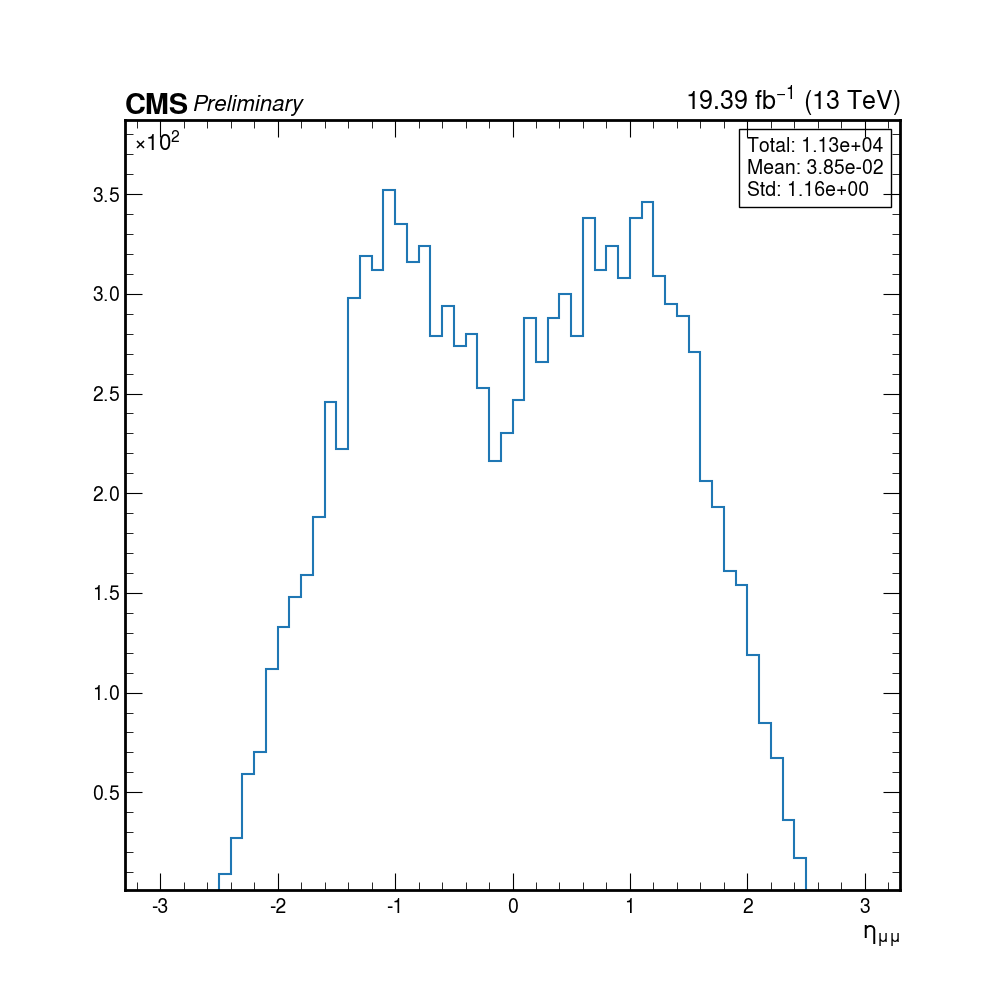 CMS Preliminary 19.39 fb⁻¹ (13 TeV)
×10²
Total: 1.13e+04
Mean: 3.85e-02
Std: 1.16e+00
3.5
3.0
2.5
2.0
1.5
1.0
0.5
-3 -2 -1 0 1 2 3
ημμ